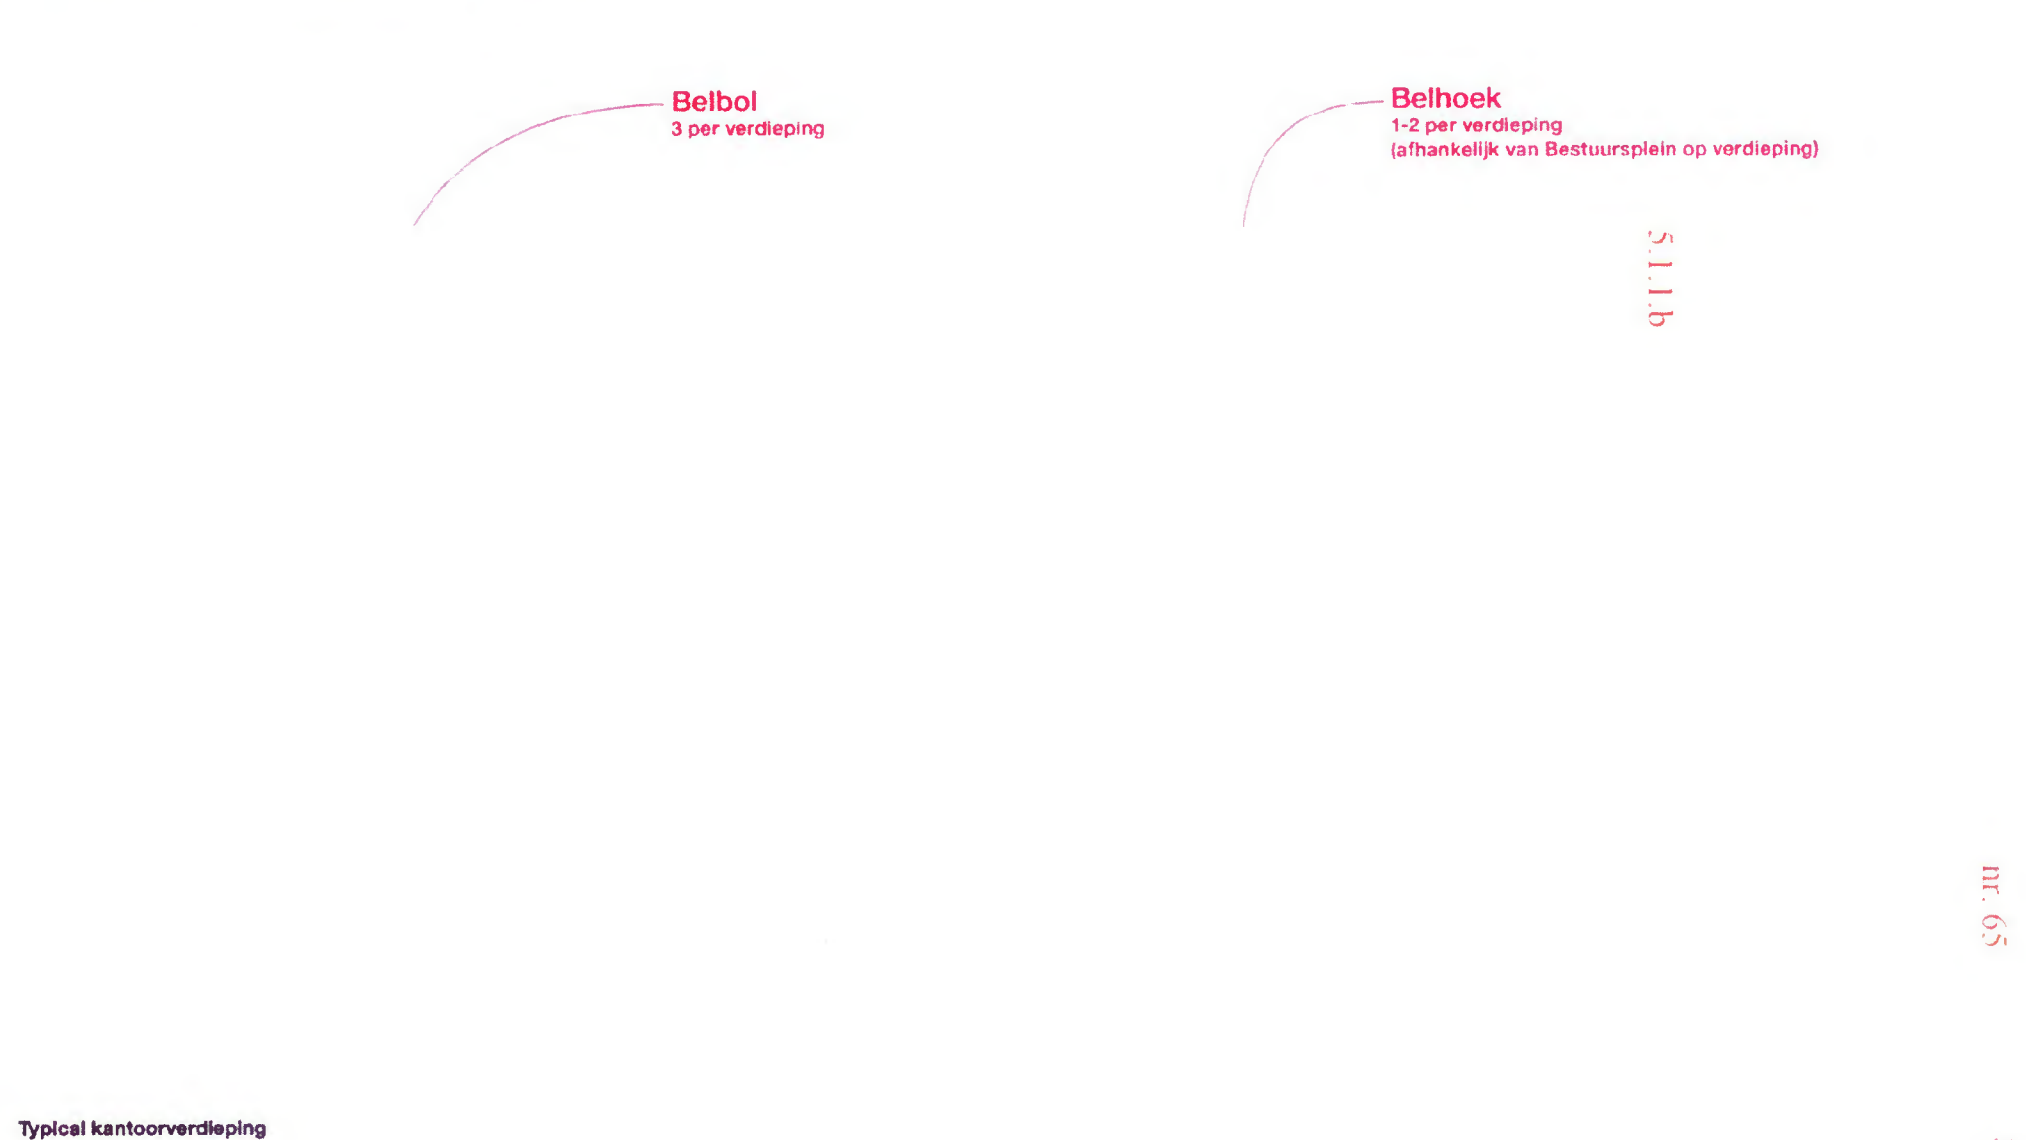 Belbol
3 per verdieping
Belhoek
1-2 per verdieping
(afhankelijk van Bestuursplein op verdieping)
5.1.1.b
nr. 65
Typical kantoorverdieping